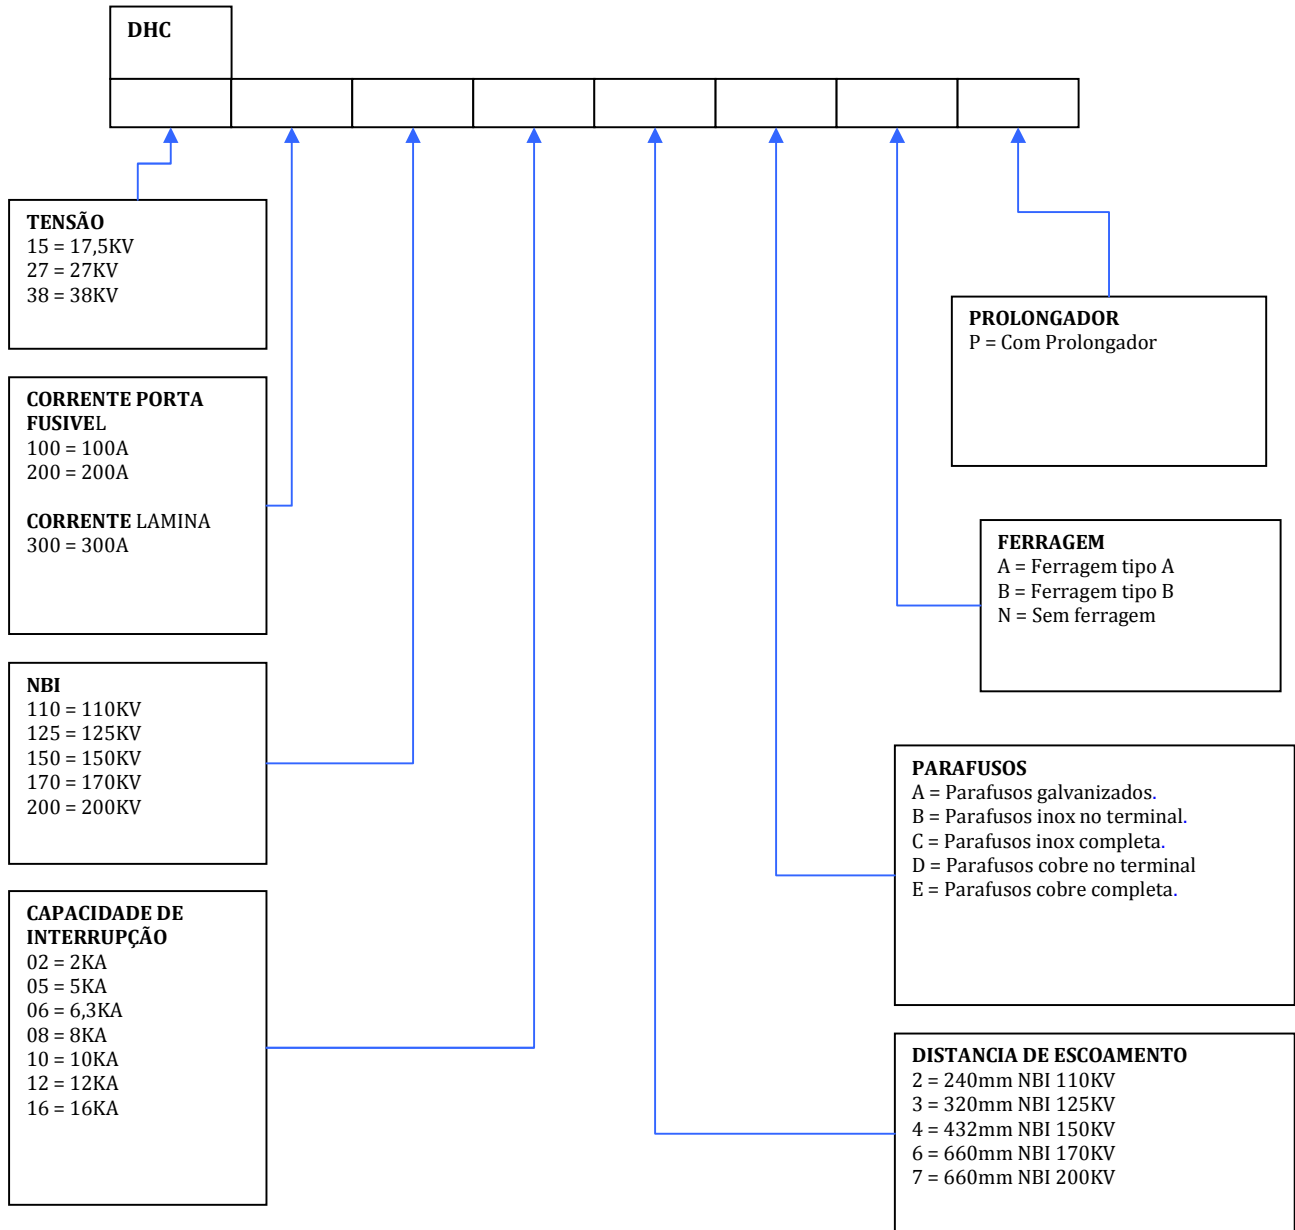 DHC
TENSÃO
15 = 17,5KV
27 = 27KV
38 = 38KV
CORRENTE PORTA
FUSIVEL
100 = 100A
200 = 200A
CORRENTE LAMINA
300 = 300A
NBI
110 = 110KV
125 = 125KV
150 = 150KV
170 = 170KV
200 = 200KV
CAPACIDADE DE
INTERRUPÇÃO
02 = 2KA
05 = 5KA
06 = 6,3KA
08 = 8KA
10 = 10KA
12 = 12KA
16 = 16KA
PROLONGADOR
P = Com Prolongador
FERRAGEM
A = Ferragem tipo A
B = Ferragem tipo B
N = Sem ferragem
PARAFUSOS
A = Parafusos galvanizados.
B = Parafusos inox no terminal.
C = Parafusos inox completa.
D = Parafusos cobre no terminal
E = Parafusos cobre completa.
DISTANCIA DE ESCOAMENTO
2 = 240mm NBI 110KV
3 = 320mm NBI 125KV
4 = 432mm NBI 150KV
6 = 660mm NBI 170KV
7 = 660mm NBI 200KV